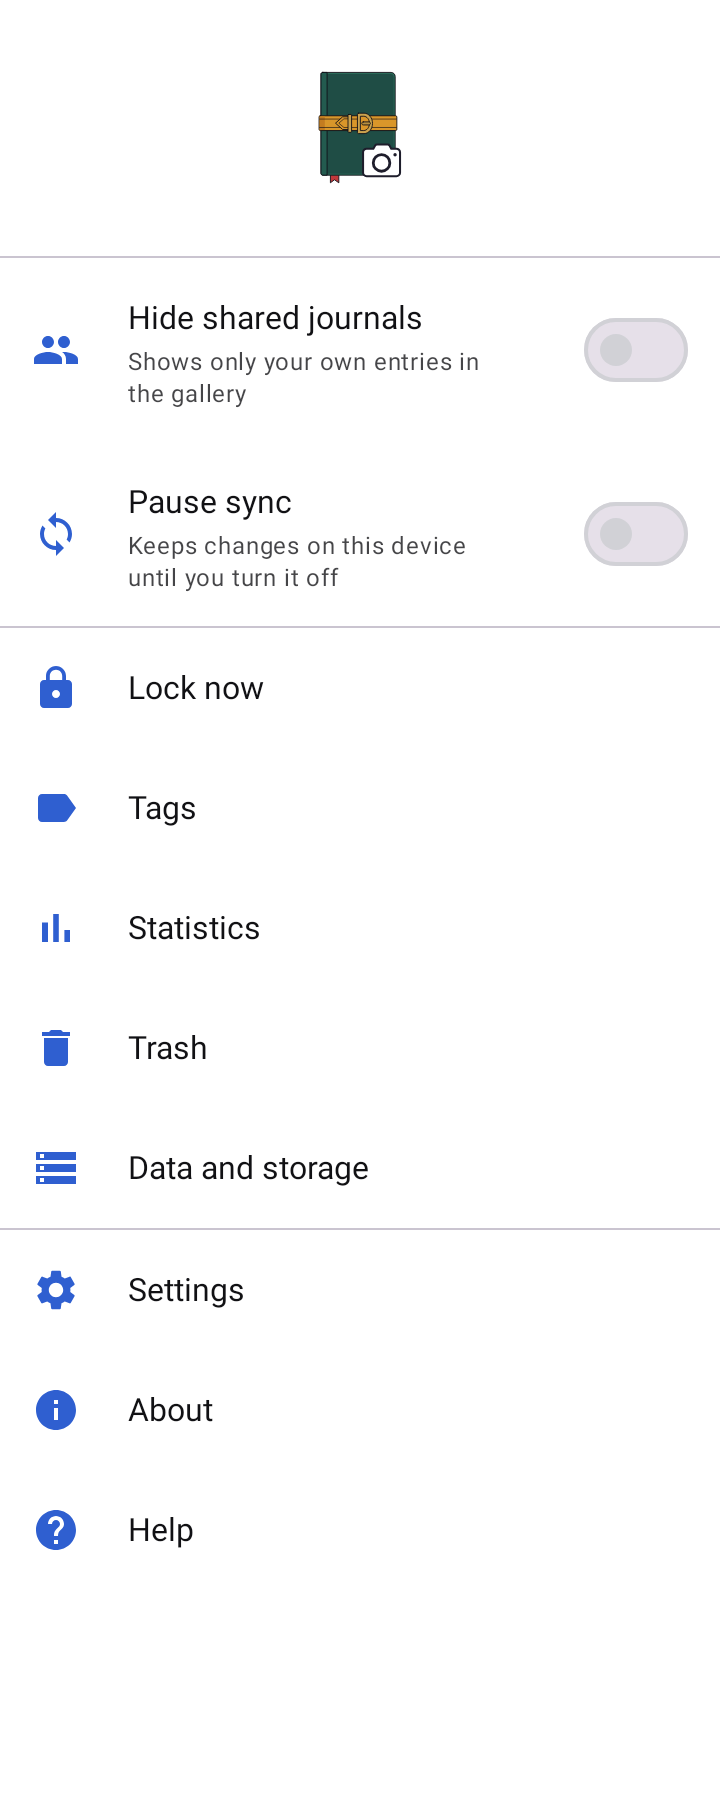 Hide shared journals
Shows only your own entries in
the gallery
Pause sync
Keeps changes on this device
until you turn it off
Lock now
Tags
Statistics
Trash
Data and storage
Settings
About
Help